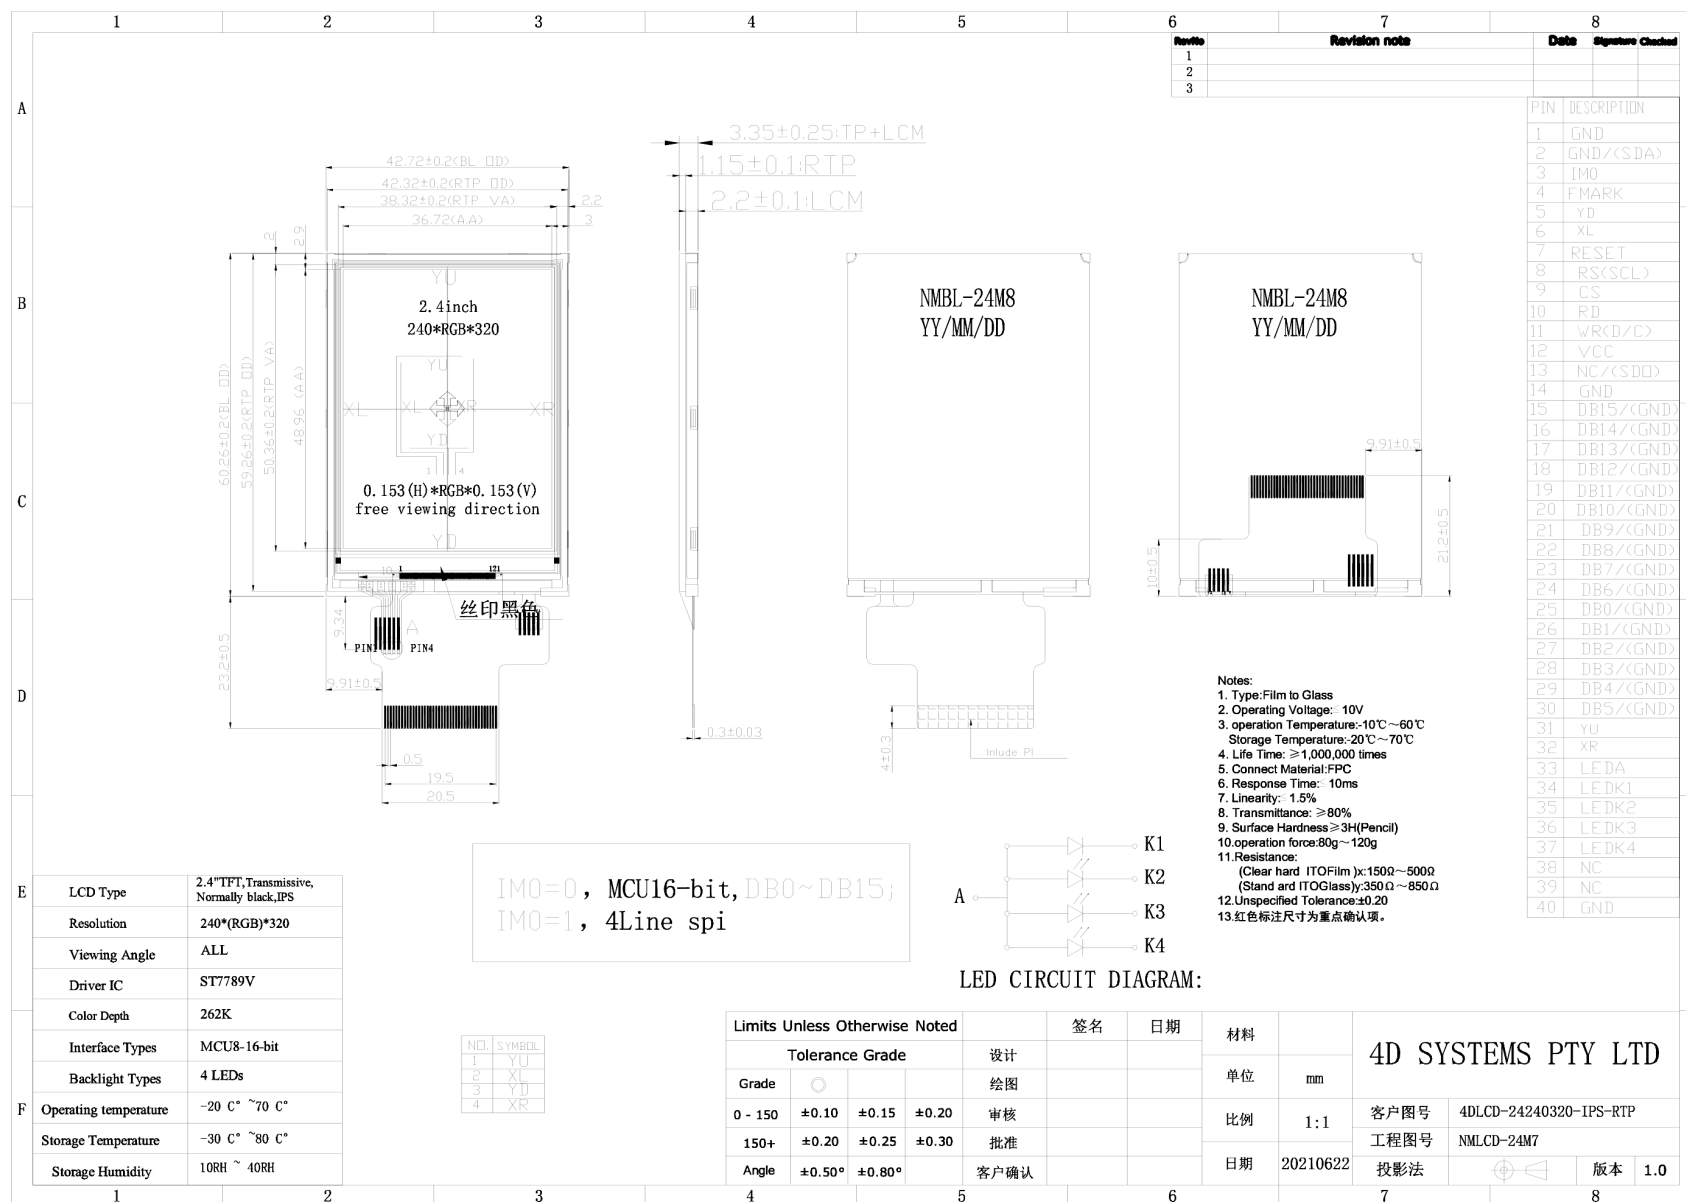 1 2 3 4 5 6 7 8
RevNo Revision note Date Signature Checked
1
2
3
A
B
C
D
E
F
PIN DESCRIPTION
1 GND
2 GND/(SDA)
3 IM0
4 FMARK
5 YD
6 XL
7 RESET
8 RS(SCL)
9 CS
10 RD
11 WR(D/C)
12 VCC
13 NC/(SDO)
14 GND
15 DB15/(GND)
16 DB14/(GND)
17 DB13/(GND)
18 DB12/(GND)
19 DB11/(GND)
20 DB10/(GND)
21 DB9/(GND)
22 DB8/(GND)
23 DB7/(GND)
24 DB6/(GND)
25 DB0/(GND)
26 DB1/(GND)
27 DB2/(GND)
28 DB3/(GND)
29 DB4/(GND)
30 DB5/(GND)
31 YU
32 XR
33 LEDA
34 LEDK1
35 LEDK2
36 LEDK3
37 LEDK4
38 NC
39 NC
40 GND
42.72±0.2(BL OD)
42.32±0.2(RTP OD)
38.32±0.2(RTP VA) 2.2
36.72(A.A) 3
2
2.9
60.26±0.2(BL OD)
59.26±0.2(RTP OD)
50.36±0.2(RTP VA)
48.96 (A.A)
YU
2.4inch
240*RGB*320
YU
XL XL XR XR
YD
1 4
0.153(H)*RGB*0.153(V)
free viewing direction
YD
10 1 121
丝印黑色
A
PIN1 PIN4
9.34
23.2±0.5
9.91±0.5
0.5
19.5
20.5
3.35±0.25:TP+LCM
1.15±0.1:RTP
2.2±0.1:LCM
0.3±0.03
NMBL-24M8
YY/MM/DD
4±0.3
Inlude PI
NMBL-24M8
YY/MM/DD
9.91±0.5
10±0.5
21.2±0.5
Notes:
1. Type:Film to Glass
2. Operating Voltage:≤10V
3. operation Temperature:-10℃～60℃
Storage Temperature:-20℃～70℃
4. Life Time: ≥1,000,000 times
5. Connect Material:FPC
6. Response Time:≤10ms
7. Linearity:≤1.5%
8. Transmittance: ≥80%
9. Surface Hardness≥3H(Pencil)
10.operation force:80g～120g
11.Resistance:
(Clear hard ITOFilm )x:150Ω～500Ω
(Stand ard ITOGlass)y:350Ω～850Ω
12.Unspecified Tolerance:±0.20
13.红色标注尺寸为重点确认项。
IM0=0, MCU16-bit,DB0~DB15;
IM0=1, 4Line spi
A
K1
K2
K3
K4
LED CIRCUIT DIAGRAM:
LCD Type 2.4"TFT,Transmissive,
Normally black,IPS
Resolution 240*(RGB)*320
Viewing Angle ALL
Driver IC ST7789V
Color Depth 262K
Interface Types MCU8-16-bit
Backlight Types 4 LEDs
Operating temperature -20 C° ~70 C°
Storage Temperature -30 C° ~80 C°
Storage Humidity 10RH ~ 40RH
NO. SYMBOL
1 YU
2 XL
3 YD
4 XR
Limits Unless Otherwise Noted 签名 日期
Tolerance Grade 设计
Grade 绘图
0 - 150 ±0.10 ±0.15 ±0.20 审核
150+ ±0.20 ±0.25 ±0.30 批准
Angle ±0.50° ±0.80° 客户确认
材料
单位 mm
比例 1:1
日期 20210622
4D SYSTEMS PTY LTD
客户图号 4DLCD-24240320-IPS-RTP
工程图号 NMLCD-24M7
投影法 版本 1.0
1 2 3 4 5 6 7 8